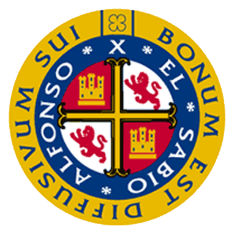 BONUM EST DIFFUSIVUM SUI
ALFONSO * X * EL * SABIO *